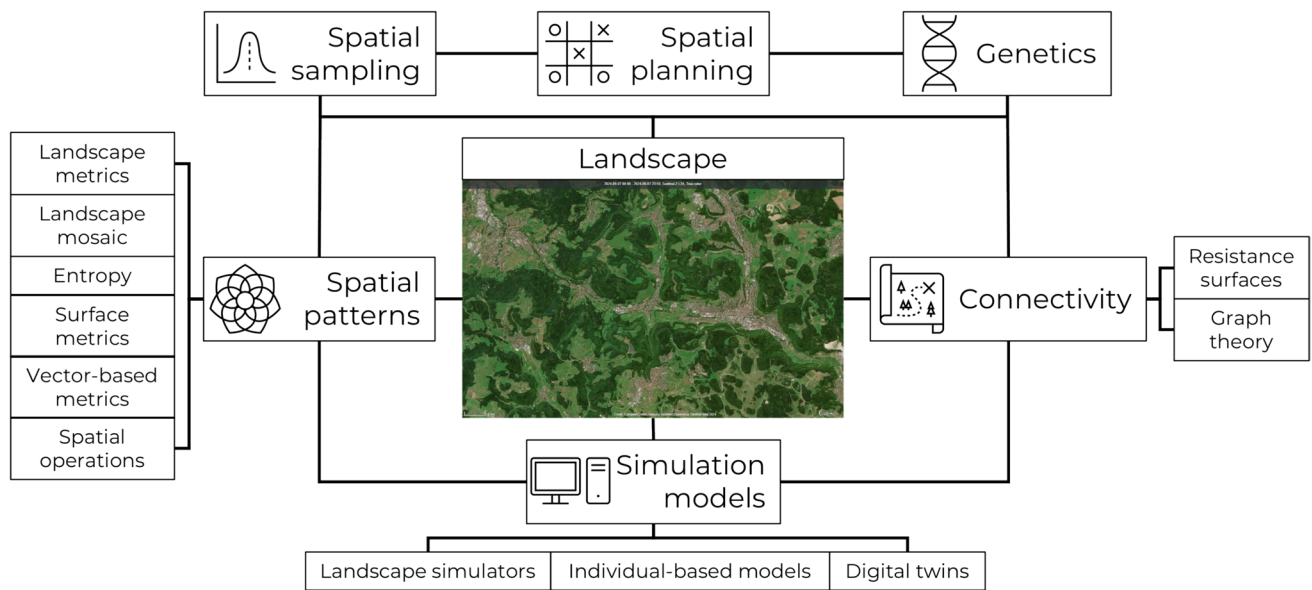 Spatial
sampling
Spatial
planning
Genetics
Landscape
Landscape
metrics
Landscape
mosaic
Entropy
Surface
metrics
Vector-based
metrics
Spatial
operations
Spatial
patterns
Connectivity
Resistance
surfaces
Graph
theory
Simulation
models
Landscape simulators
Individual-based models
Digital twins